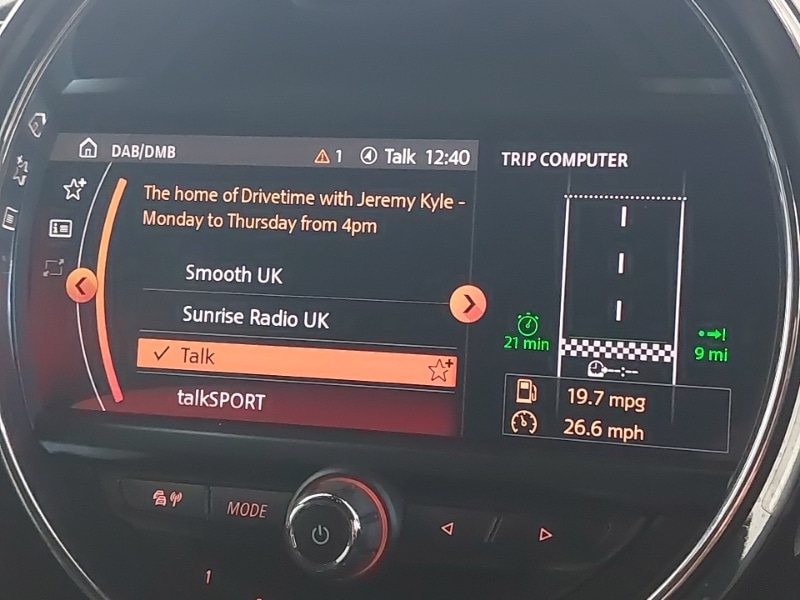 DAB/DMB
1 Talk 12:40
The home of Drivetime with Jeremy Kyle -
Monday to Thursday from 4pm
Smooth UK
Sunrise Radio UK
Talk
talkSPORT
TRIP COMPUTER
21 min
9 mi
--:--
19.7 mpg
26.6 mph
MODE
1